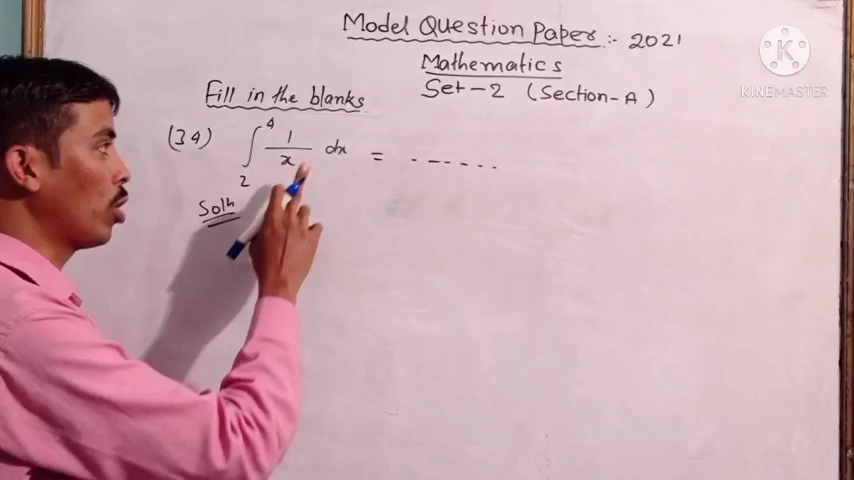 Model Question Paper :- 2021
Mathematics
Set-2 (Section-A)
Fill in the blanks
(34) ∫₂⁴ 1/x dx = ......
Solⁿ
K
KINEMASTER